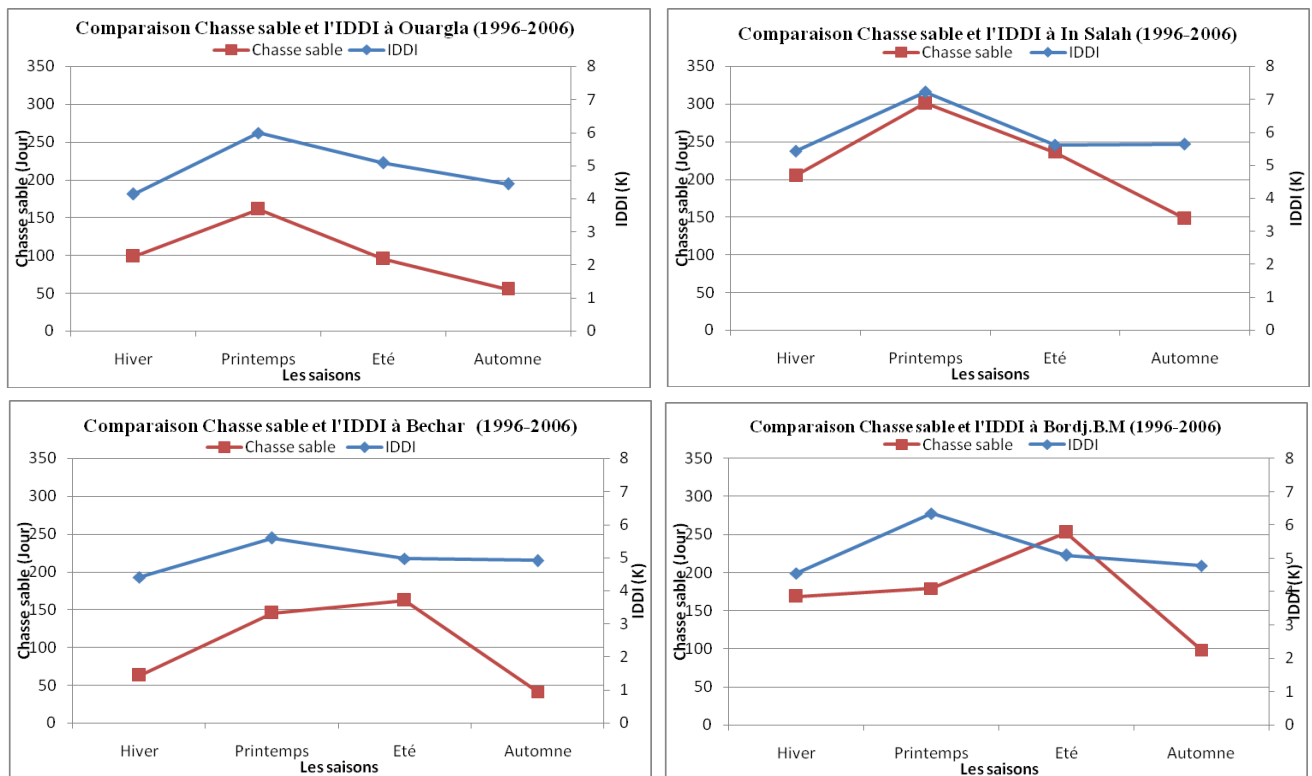 Comparaison Chasse sable et l'IDDI à Ouargla (1996-2006)
Chasse sable IDDI
Chasse sable (Jour)
350
300
250
200
150
100
50
0
8
7
6
5
4
3
2
1
0
IDDI (K)
Hiver Printemps Eté Automne
Les saisons
Comparaison Chasse sable et l'IDDI à In Salah (1996-2006)
Chasse sable IDDI
Chasse sable (Jour)
350
300
250
200
150
100
50
0
8
7
6
5
4
3
2
1
0
IDDI (K)
Hiver Printemps Eté Automne
Les saisons
Comparaison Chasse sable et l'IDDI à Bechar (1996-2006)
Chasse sable IDDI
Chasse sable (Jour)
350
300
250
200
150
100
50
0
8
7
6
5
4
3
2
1
0
IDDI (K)
Hiver Printemps Eté Automne
Les saisons
Comparaison Chasse sable et l'IDDI à Bordj.B.M (1996-2006)
Chasse sable IDDI
Chasse sable (Jour)
350
300
250
200
150
100
50
0
8
7
6
5
4
3
2
1
0
IDDI (K)
Hiver Printemps Eté Automne
Les saisons